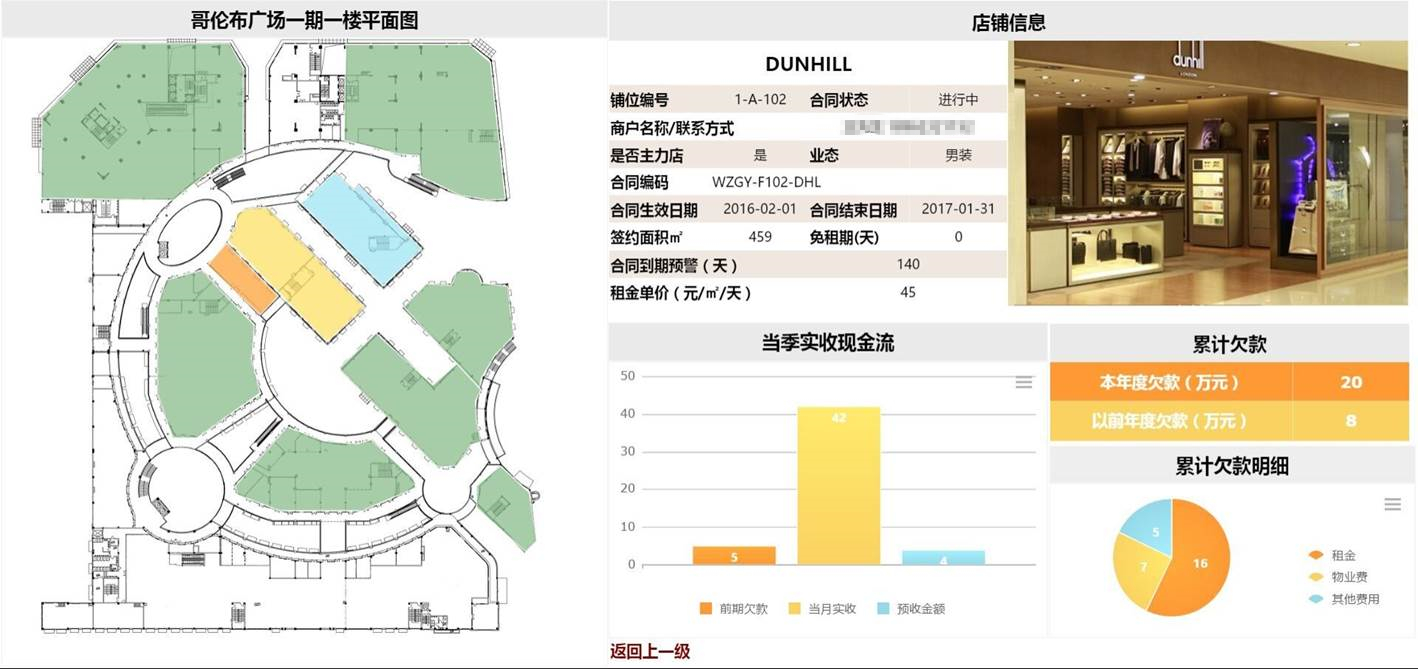 哥伦布广场一期一楼平面图
店铺信息
DUNHILL
铺位编号 1-A-102 合同状态 进行中
商户名称/联系方式
是否主力店 是 业态 男装
合同编码 WZGY-F102-DHL
合同生效日期 2016-02-01 合同结束日期 2017-01-31
签约面积㎡ 459 免租期(天) 0
合同到期预警（天） 140
租金单价（元/㎡/天） 45
dunhill
LONDON
当季实收现金流
50
40
30
20
10
0
42
5
4
前期欠款 当月实收 预收金额
累计欠款
本年度欠款（万元） 20
以前年度欠款（万元） 8
累计欠款明细
5
7
16
租金
物业费
其他费用
返回上一级